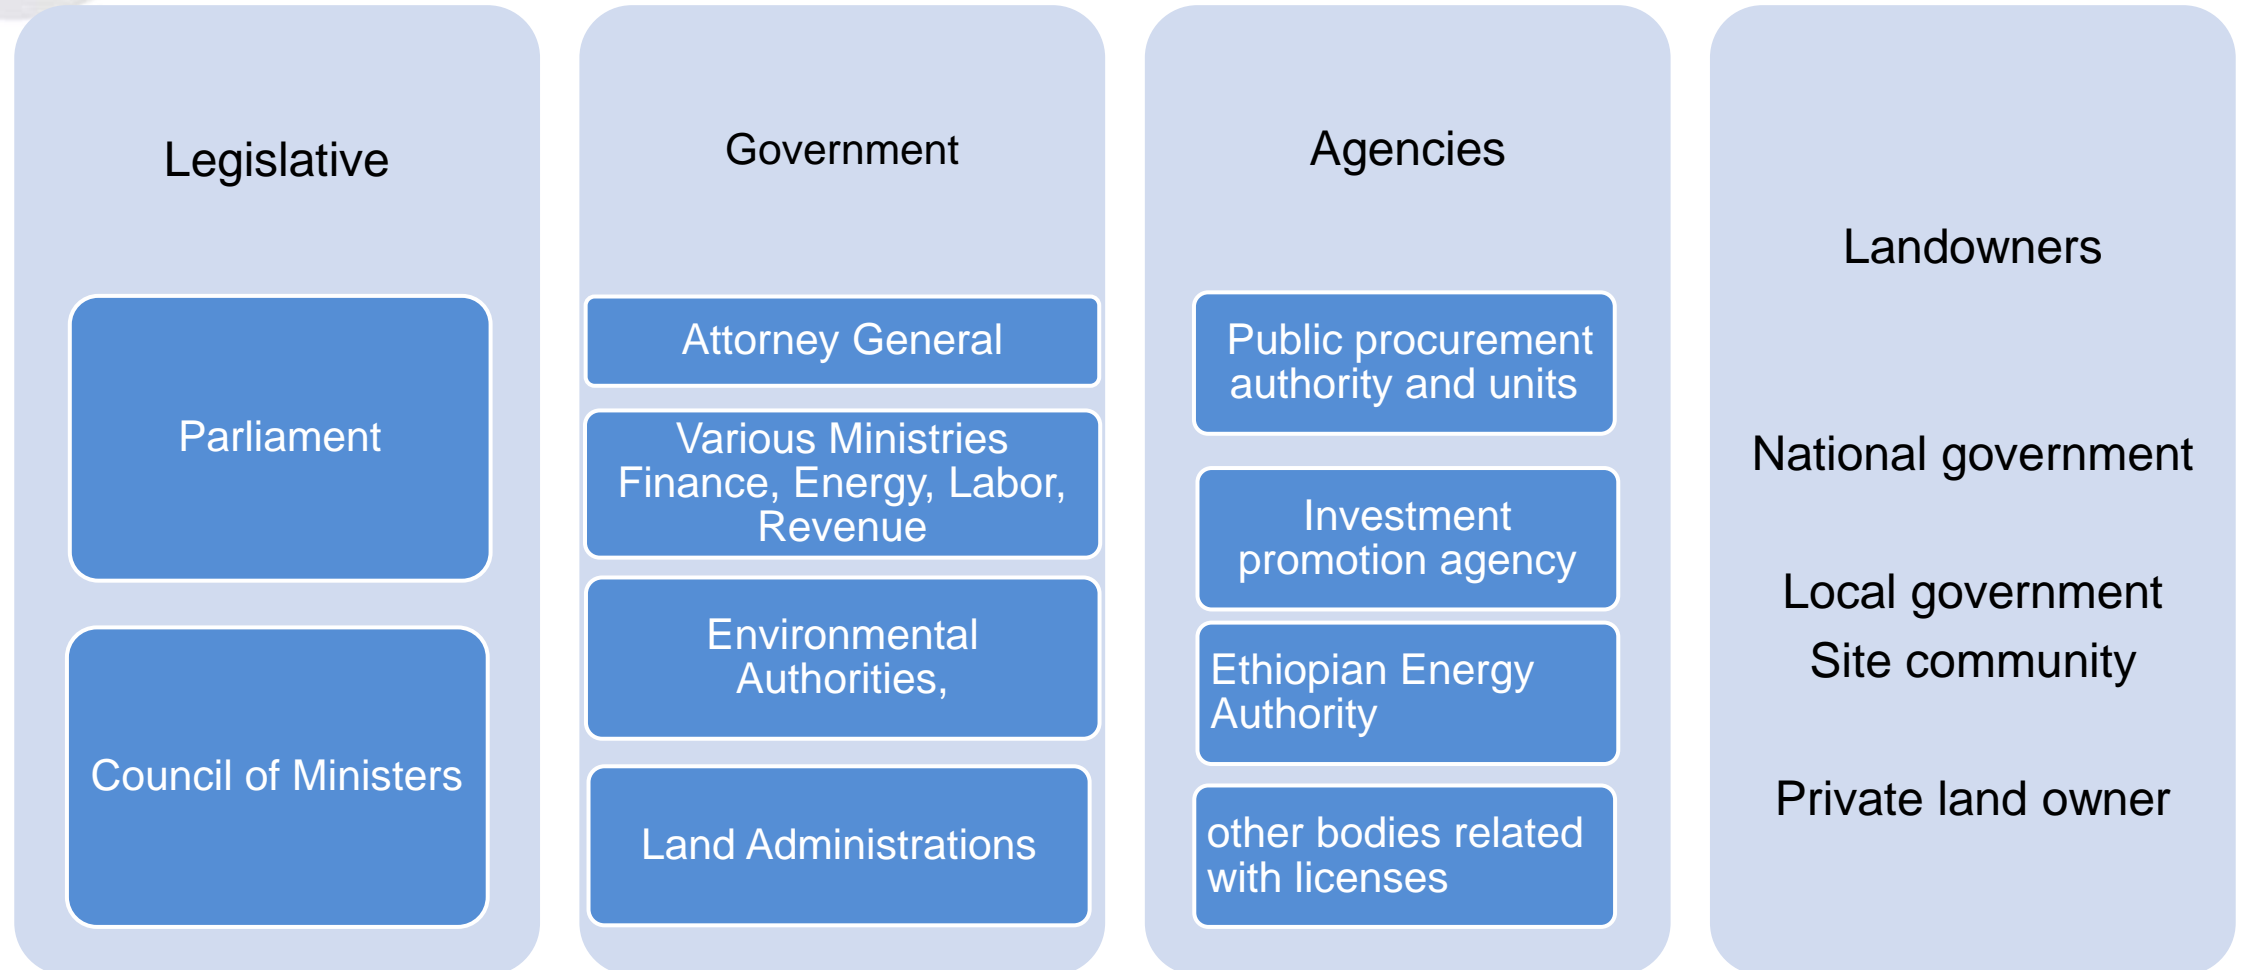 Legislative
Parliament
Council of Ministers
Government
Attorney General
Various Ministries
Finance, Energy, Labor,
Revenue
Environmental
Authorities,
Land Administrations
Agencies
Public procurement
authority and units
Investment
promotion agency
Ethiopian Energy
Authority
other bodies related
with licenses
Landowners
National government
Local government
Site community
Private land owner